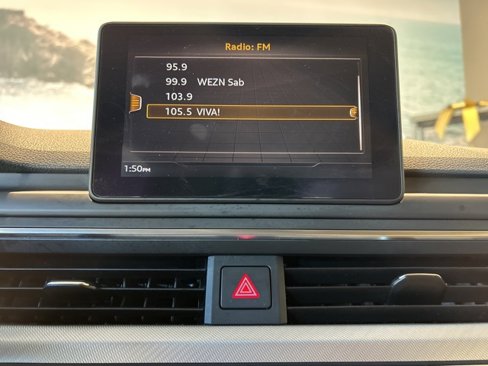 Radio: FM
95.9
99.9 WEZN Sab
103.9
105.5 VIVA!
1:50PM